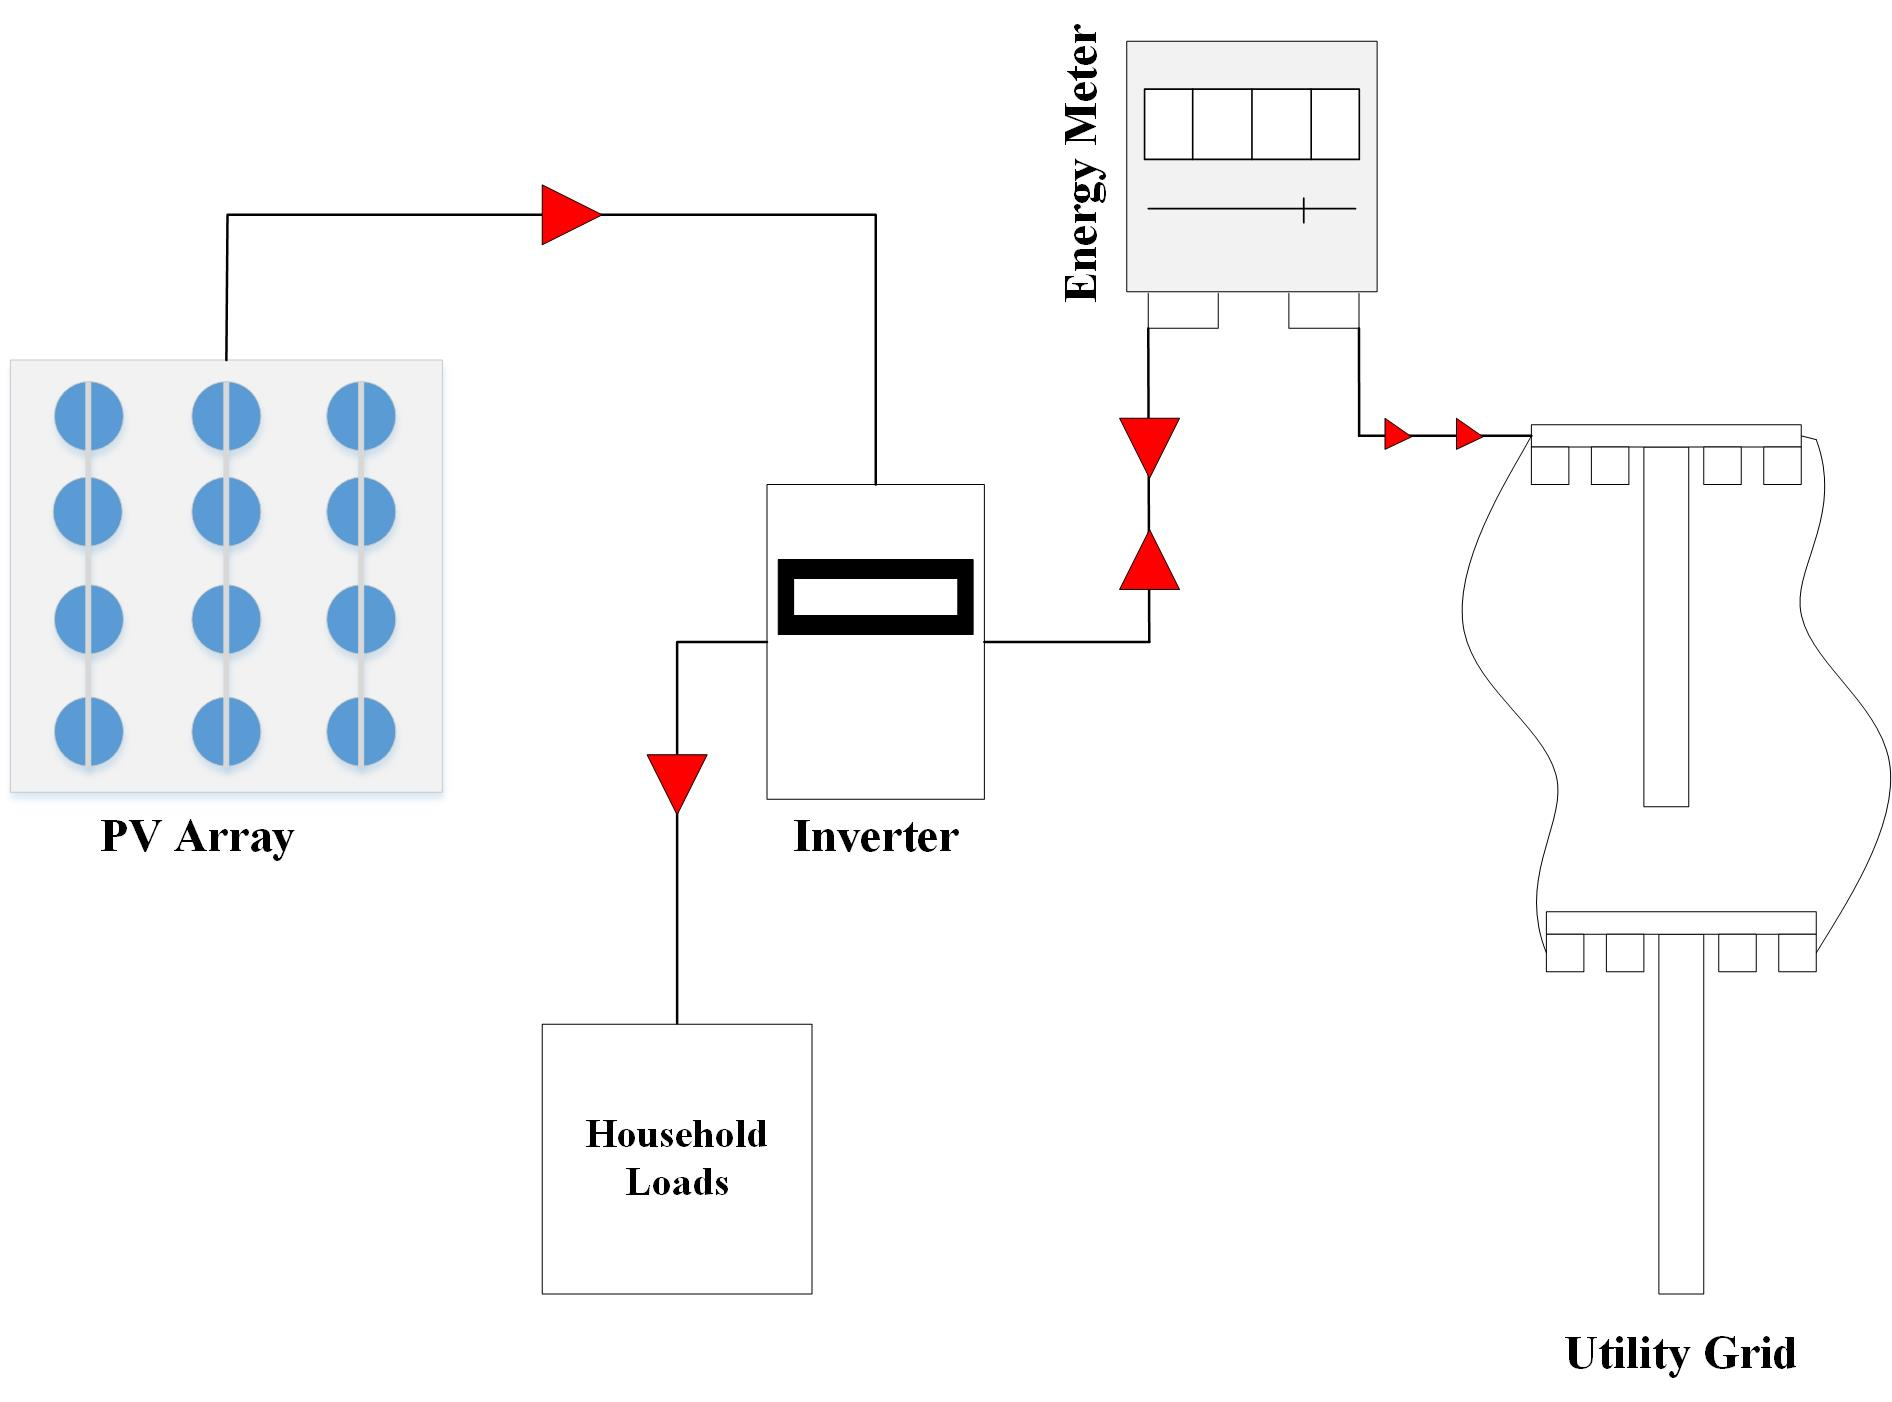 Energy Meter
PV Array
Inverter
Household
Loads
Utility Grid